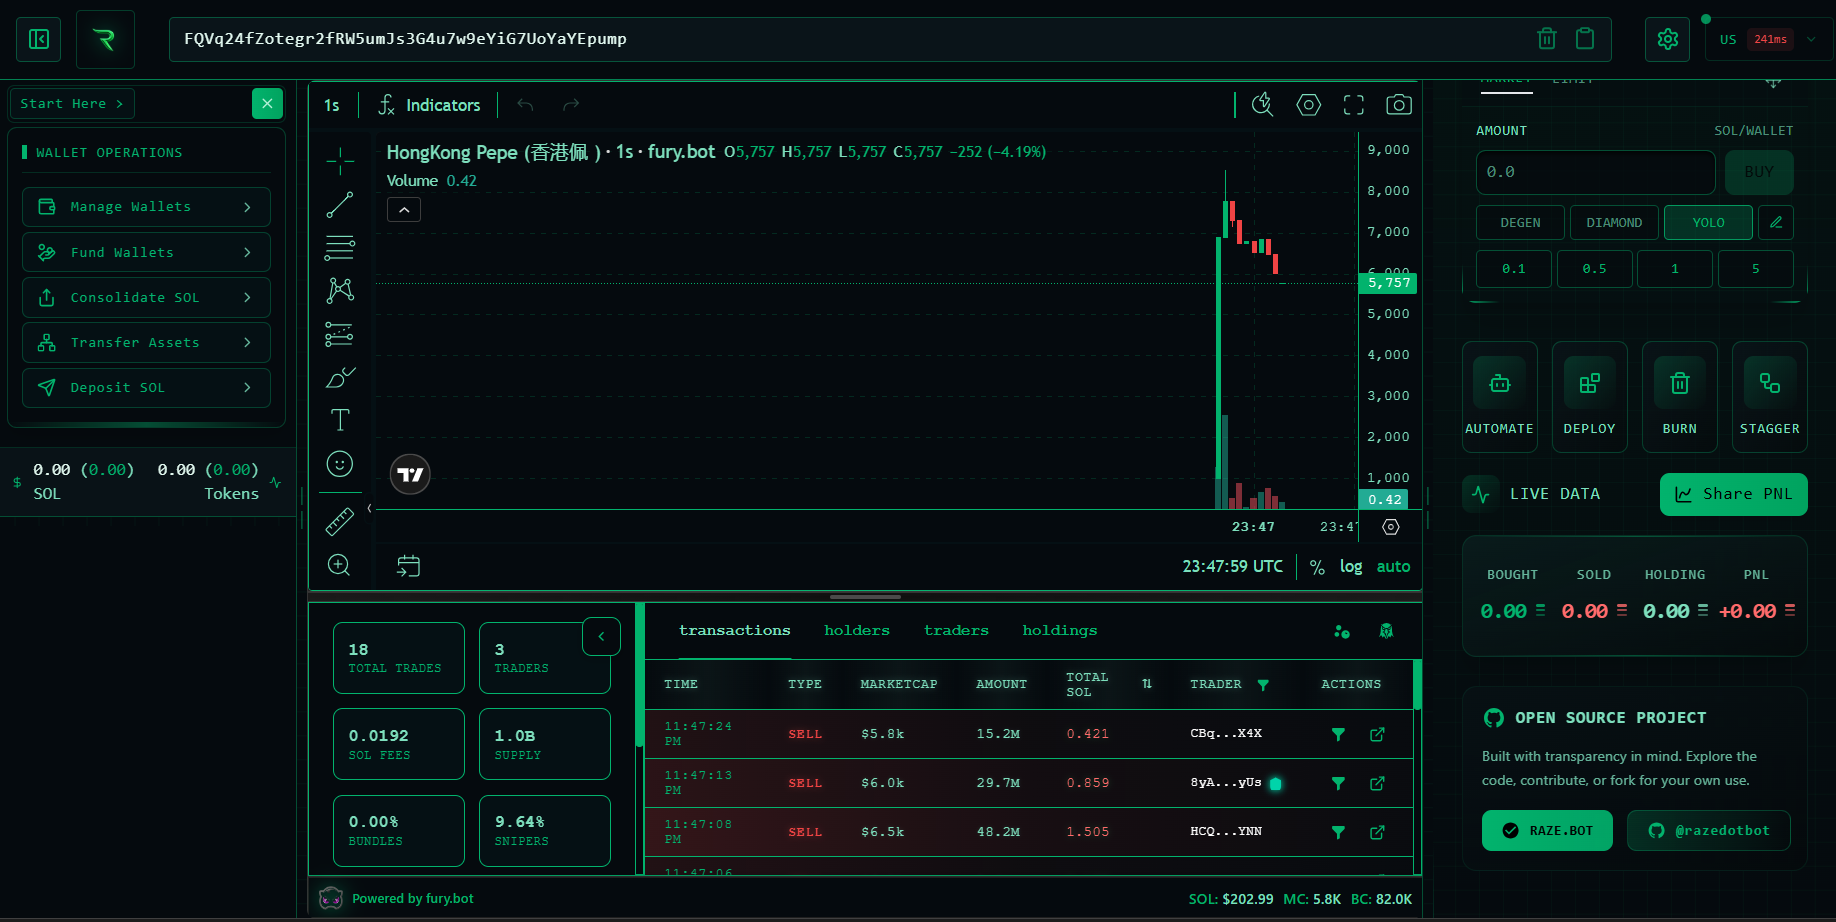 FQVq24fZotegr2fRW5umJs3G4u7w9eYiG7UoYaYEpump
US 241ms
Start Here >
WALLET OPERATIONS
Manage Wallets
Fund Wallets
Consolidate SOL
Transfer Assets
Deposit SOL
$ 0.00 (0.00) SOL
0.00 (0.00) Tokens
1s Indicators
HongKong Pepe (香港佩 ) · 1s · fury.bot O5,757 H5,757 L5,757 C5,757 −252 (−4.19%)
Volume 0.42
9,000
8,000
7,000
6,000
5,757
5,000
4,000
3,000
2,000
1,000
0.42
23:47 23:47
23:47:59 UTC % log auto
18
TOTAL TRADES
3
TRADERS
0.0192
SOL FEES
1.0B
SUPPLY
0.00%
BUNDLES
9.64%
SNIPERS
transactions holders traders holdings
TIME TYPE MARKETCAP AMOUNT TOTAL SOL TRADER ACTIONS
11:47:24 PM SELL $5.8k 15.2M 0.421 CBq...X4X
11:47:13 PM SELL $6.0k 29.7M 0.859 8yA...yUs
11:47:08 PM SELL $6.5k 48.2M 1.505 HCQ...YNN
11:47:06
Powered by fury.bot
SOL: $202.99 MC: 5.8K BC: 82.0K
MARKET LIMIT
AMOUNT SOL/WALLET
0.0 BUY
DEGEN DIAMOND YOLO
0.1 0.5 1 5
AUTOMATE DEPLOY BURN STAGGER
LIVE DATA Share PNL
BOUGHT SOLD HOLDING PNL
0.00 0.00 0.00 +0.00
OPEN SOURCE PROJECT
Built with transparency in mind. Explore the
code, contribute, or fork for your own use.
RAZE.BOT @razedotbot